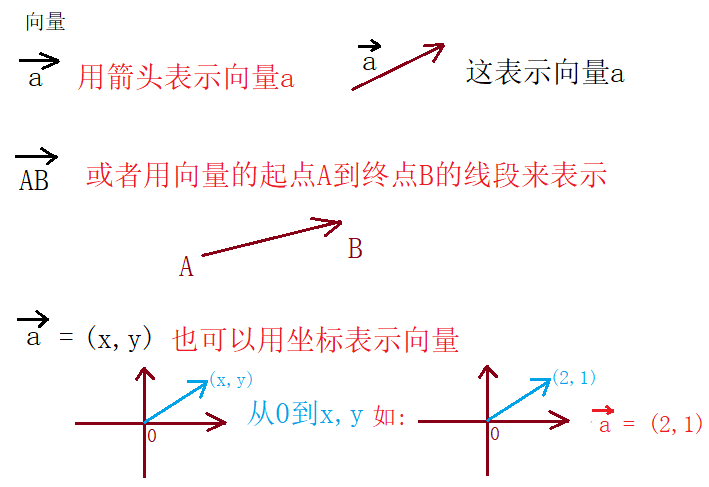 向量
a 用箭头表示向量a
a 这表示向量a
AB 或者用向量的起点A到终点B的线段来表示
A B
a = (x,y) 也可以用坐标表示向量
(x,y)
0
从0到x,y 如:
(2,1)
0
a = (2,1)